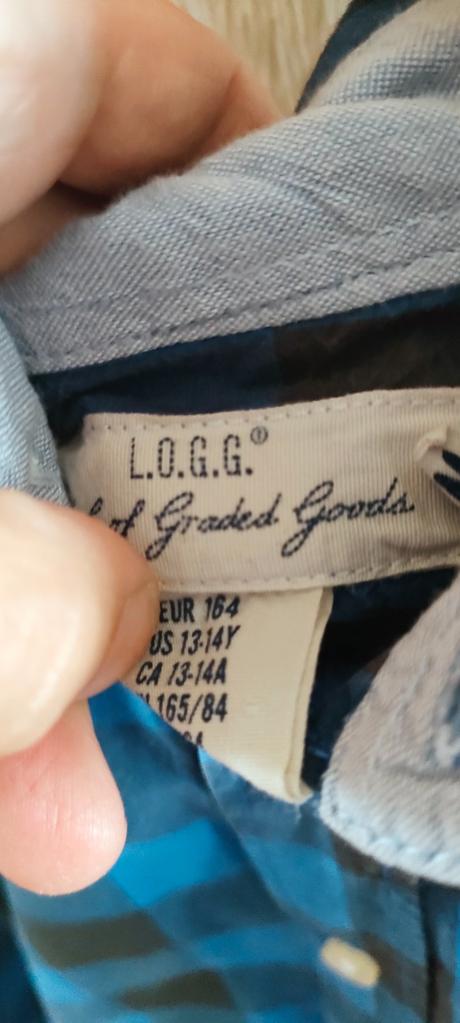 L.O.G.G.®
of Graded Goods
EUR 164
US 13-14Y
CA 13-14A
165/84